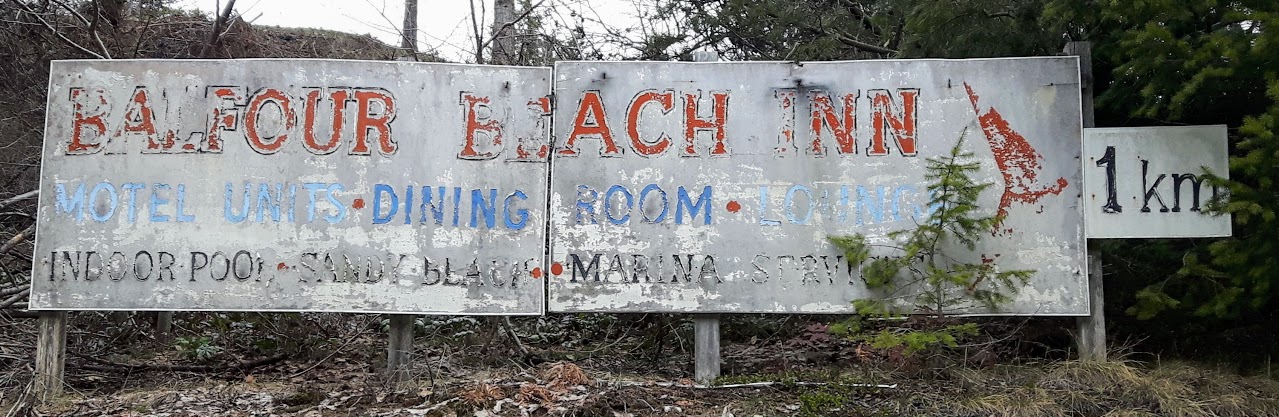 BALFOUR BEACH INN
MOTEL UNITS • DINING ROOM • LOUNGE
INDOOR POOL • SANDY BEACH • • MARINA SERVICES
1 km